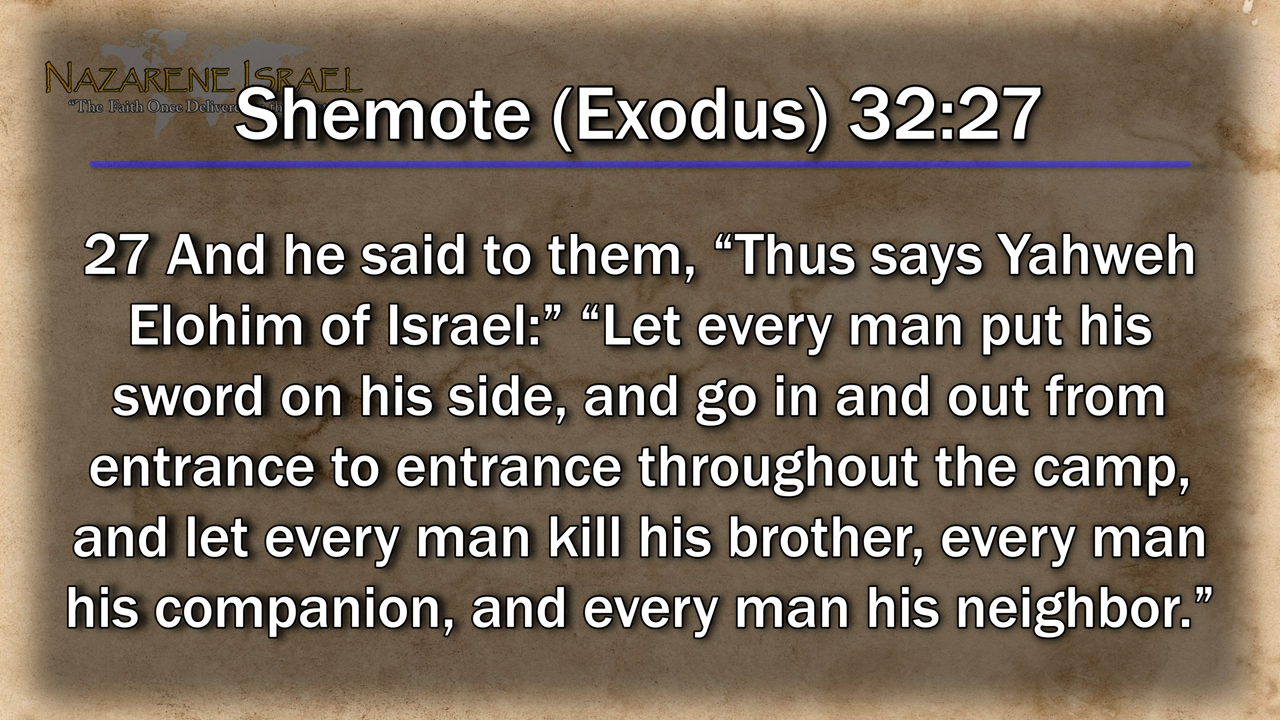 NAZARENE ISRAEL
"The Faith Once Delivered
Shemote (Exodus) 32:27
27 And he said to them, “Thus says Yahweh
Elohim of Israel:” “Let every man put his
sword on his side, and go in and out from
entrance to entrance throughout the camp,
and let every man kill his brother, every man
his companion, and every man his neighbor.”